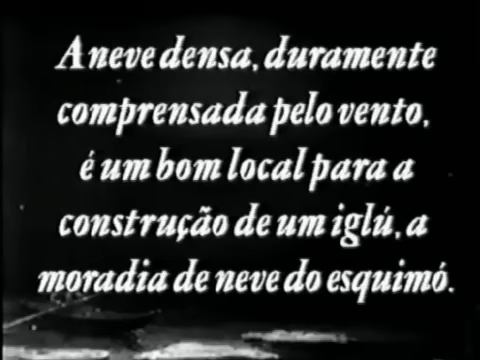 A neve densa, duramente
comprensada pelo vento,
é um bom local para a
construção de um iglú, a
moradia de neve do esquimó.